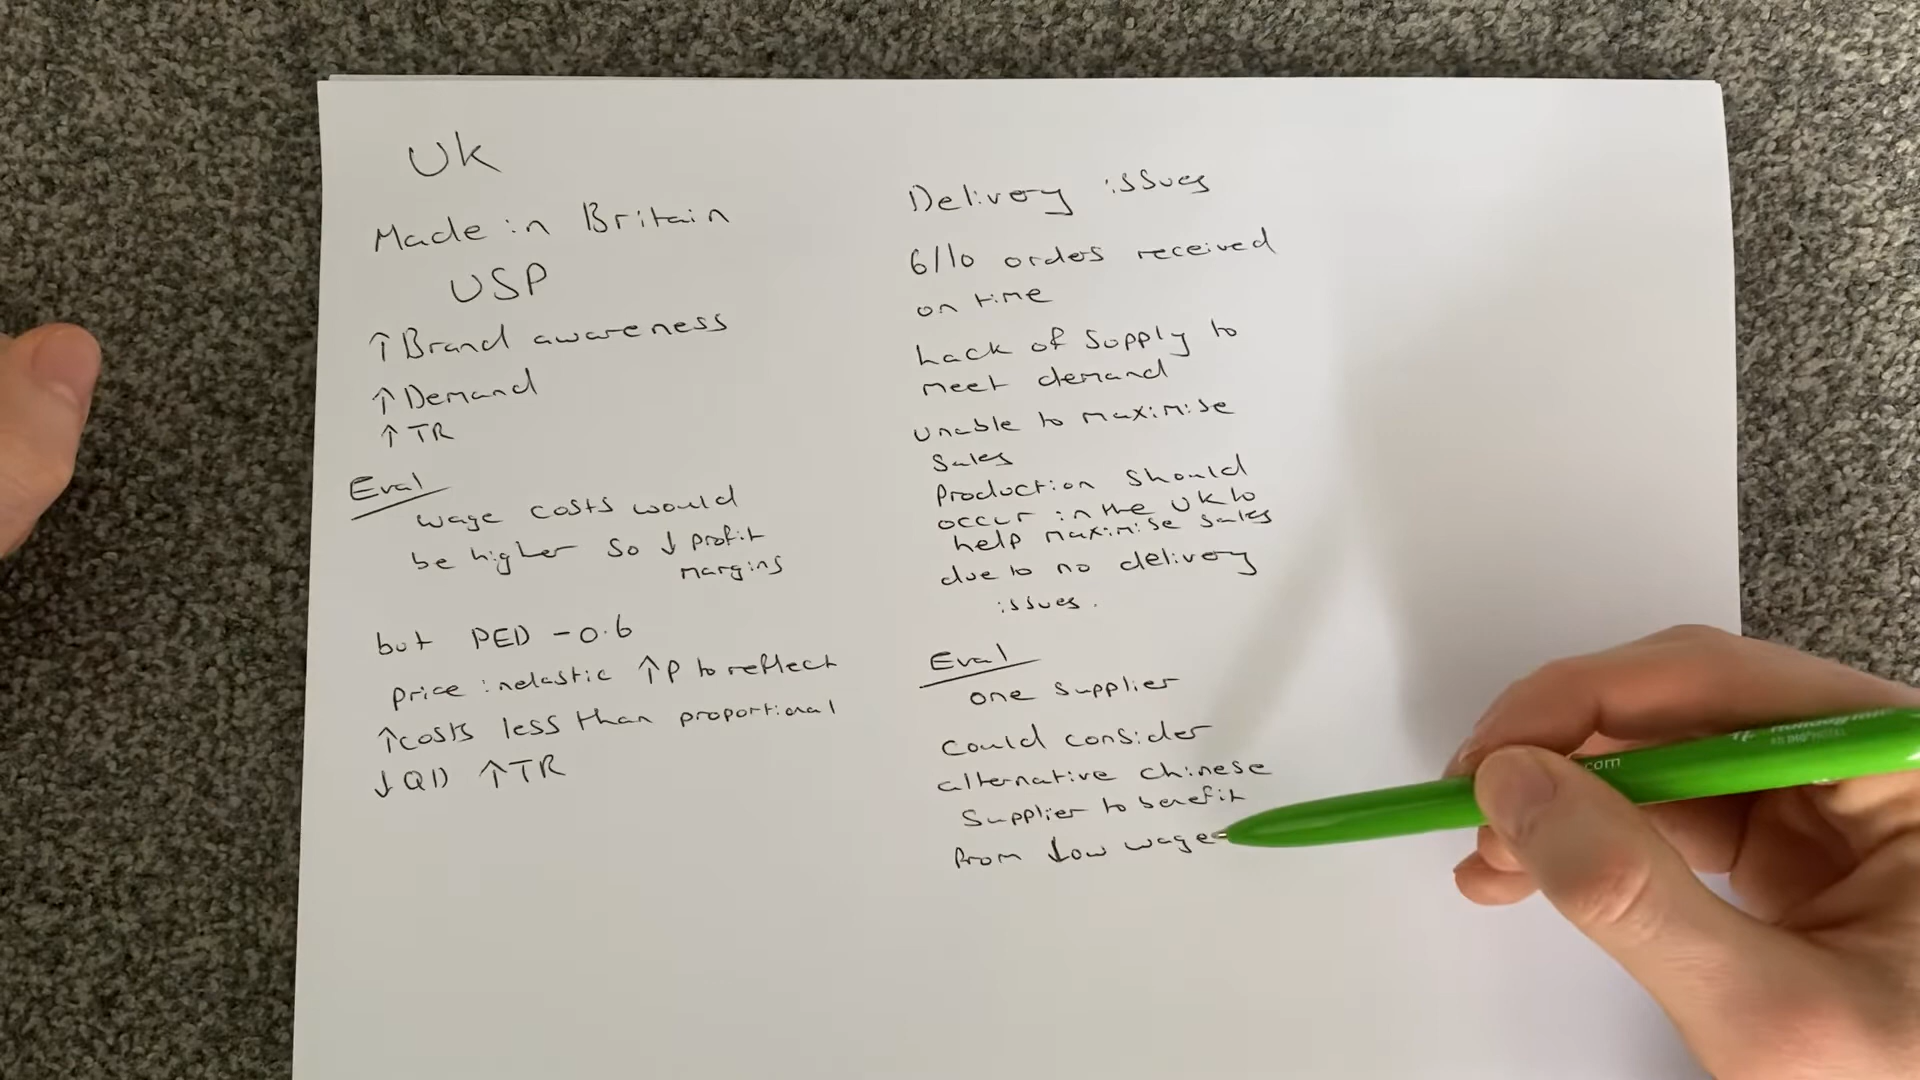 UK
Made in Britain
USP
↑ Brand awareness
↑ Demand
↑ TR
Eval
wage costs would
be higher so ↓ profit
margins
but PED -0.6
price inelastic ↑P to reflect
↑costs less than proportional
↓ QD ↑TR
Delivery issues
6/10 orders received
on time
Lack of supply to
meet demand
unable to maximise
sales
Production should
occur in the UK to
help maximise sales
due to no delivery
issues.
Eval
one supplier
could consider
alternative chinese
supplier to benefit
from low wage
.com